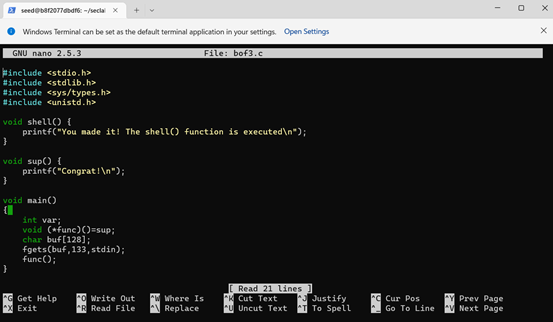 seed@b8f2077dbdf6: ~/seclab
Windows Terminal can be set as the default terminal application in your settings. Open Settings
GNU nano 2.5.3 File: bof3.c
#include <stdio.h>
#include <stdlib.h>
#include <sys/types.h>
#include <unistd.h>
void shell() {
printf("You made it! The shell() function is executed\n");
}
void sup() {
printf("Congrat!\n");
}
void main()
{
int var;
void (*func)()=sup;
char buf[128];
fgets(buf,133,stdin);
func();
}
[ Read 21 lines ]
^G Get Help ^O Write Out ^W Where Is ^K Cut Text ^J Justify ^C Cur Pos ^Y Prev Page
^X Exit ^R Read File ^\ Replace ^U Uncut Text ^T To Spell ^_ Go To Line ^V Next Page